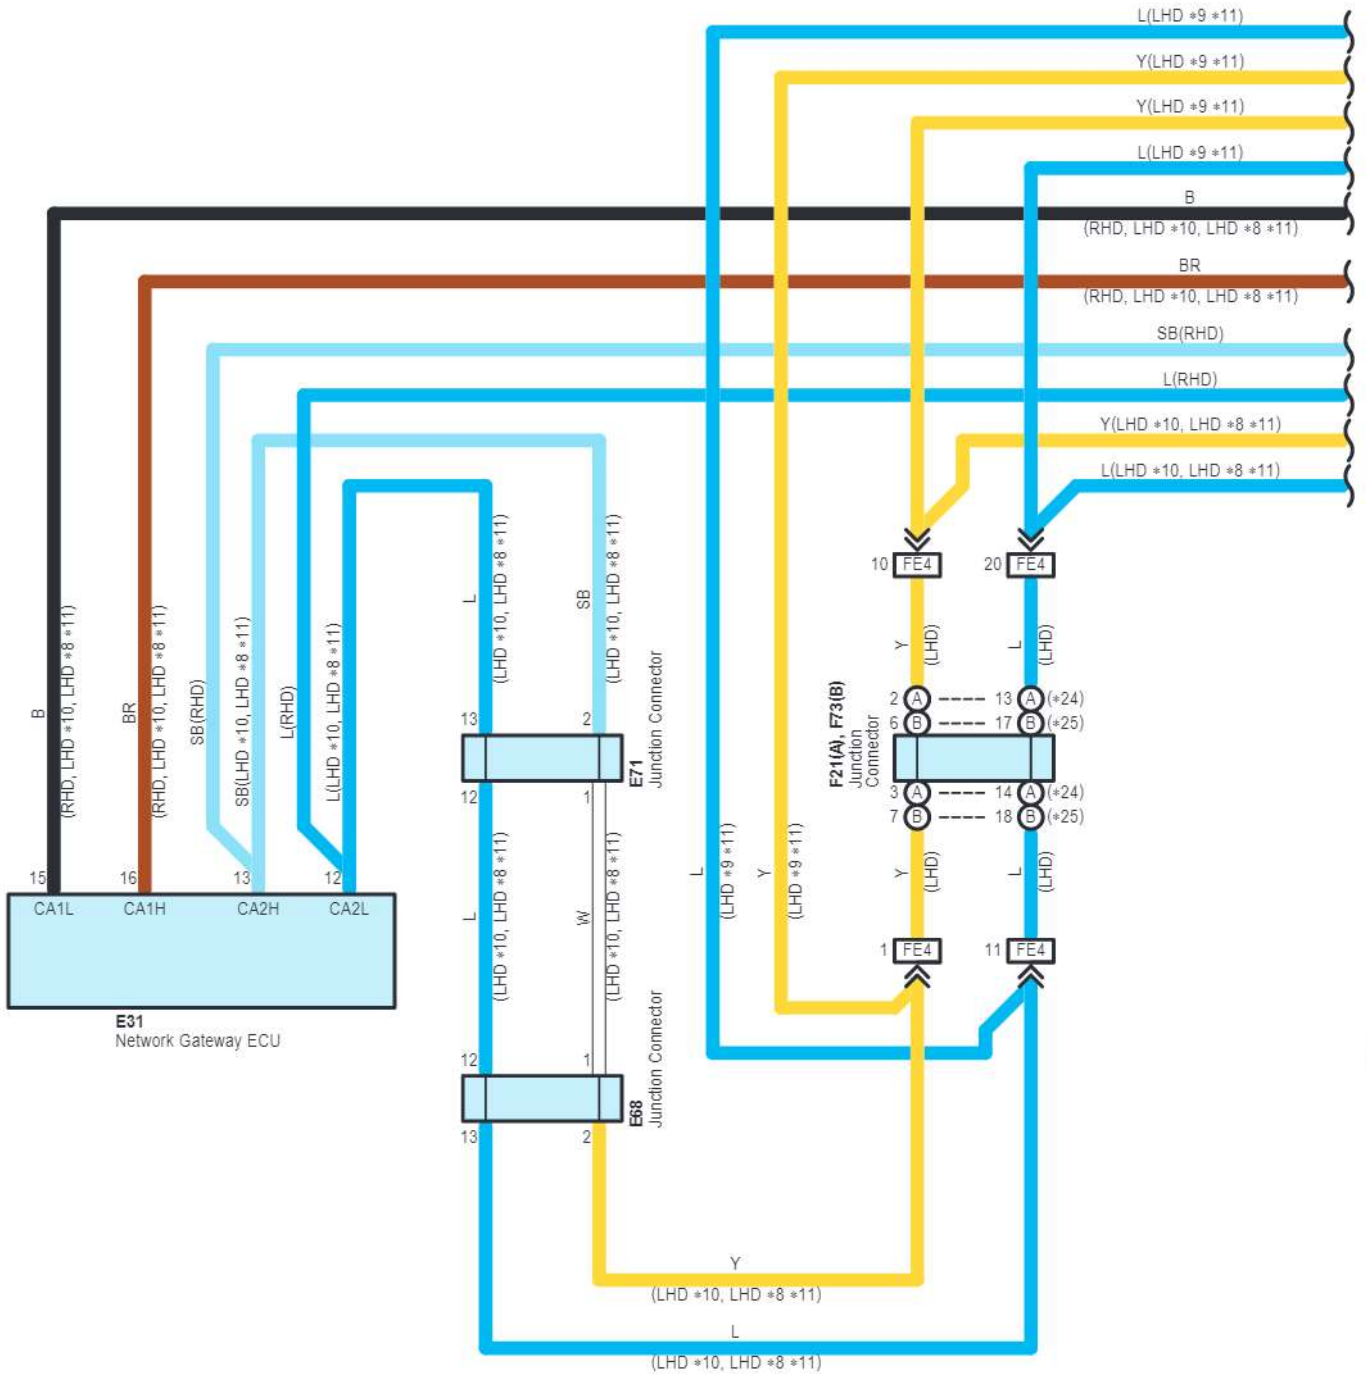 L(LHD *9 *11)
Y(LHD *9 *11)
Y(LHD *9 *11)
L(LHD *9 *11)
B
(RHD, LHD *10, LHD *8 *11)
BR
(RHD, LHD *10, LHD *8 *11)
SB(RHD)
L(RHD)
Y(LHD *10, LHD *8 *11)
L(LHD *10, LHD *8 *11)
B
(RHD, LHD *10, LHD *8 *11)
BR
(RHD, LHD *10, LHD *8 *11)
SB(RHD)
SB(LHD *10, LHD *8 *11)
L(RHD)
L(LHD *10, LHD *8 *11)
L
(LHD *10, LHD *8 *11)
SB
(LHD *10, LHD *8 *11)
10 FE4
20 FE4
Y
(LHD)
L
(LHD)
13
2
E71
Junction Connector
12
1
2 A 13 A (*24)
6 B 17 B (*25)
F21(A), F73(B)
Junction
Connector
3 A 14 A (*24)
7 B 18 B (*25)
15
16
13
12
CA1L
CA1H
CA2H
CA2L
E31
Network Gateway ECU
L
(LHD *10, LHD *8 *11)
W
(LHD *10, LHD *8 *11)
L
(LHD *9 *11)
Y
(LHD *9 *11)
Y
(LHD)
L
(LHD)
1 FE4
11 FE4
12
1
E68
Junction Connector
13
2
Y
(LHD *10, LHD *8 *11)
L
(LHD *10, LHD *8 *11)